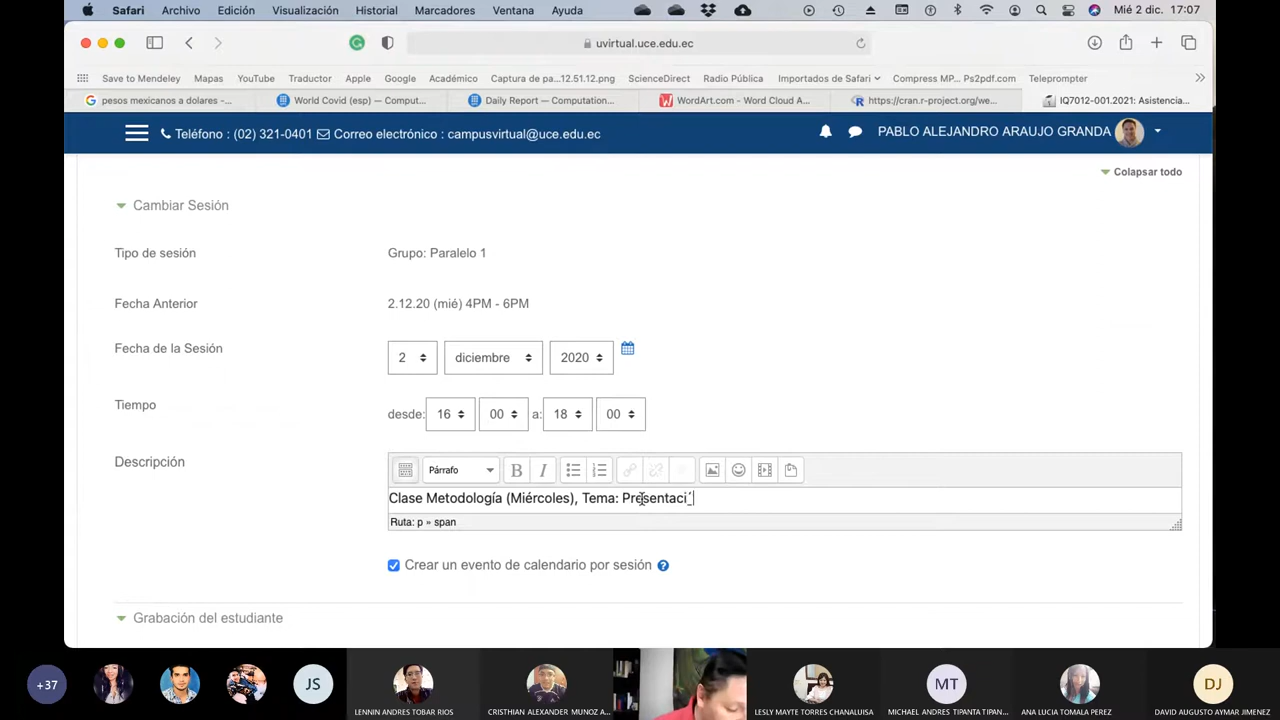 Safari Archivo Edición Visualización Historial Marcadores Ventana Ayuda Mié 2 dic. 17:07
uvirtual.uce.edu.ec
Save to Mendeley Mapas YouTube Traductor Apple Google Académico Captura de pa...12.51.12.png ScienceDirect Radio Pública Importados de Safari Compress MP... Ps2pdf.com Teleprompter
pesos mexicanos a dolares -... World Covid (esp) — Comput... Daily Report — Computation... WordArt.com - Word Cloud A... https://cran.r-project.org/we... IQ7012-001.2021: Asistencia...
Teléfono : (02) 321-0401 Correo electrónico : campusvirtual@uce.edu.ec PABLO ALEJANDRO ARAUJO GRANDA
Colapsar todo
Cambiar Sesión
Tipo de sesión Grupo: Paralelo 1
Fecha Anterior 2.12.20 (mié) 4PM - 6PM
Fecha de la Sesión 2 diciembre 2020
Tiempo desde: 16 00 a: 18 00
Descripción Párrafo B I
Clase Metodología (Miércoles), Tema: Presentaci´
Ruta: p » span
Crear un evento de calendario por sesión ?
Grabación del estudiante
+37 JS MT DJ
LENNIN ANDRES TOBAR RIOS CRISTHIAN ALEXANDER MUNOZ A... LESLY MAYTE TORRES CHANALUISA MICHAEL ANDRES TIPANTA TIPAN... ANA LUCIA TOMALA PEREZ DAVID AUGUSTO AYMAR JIMENEZ